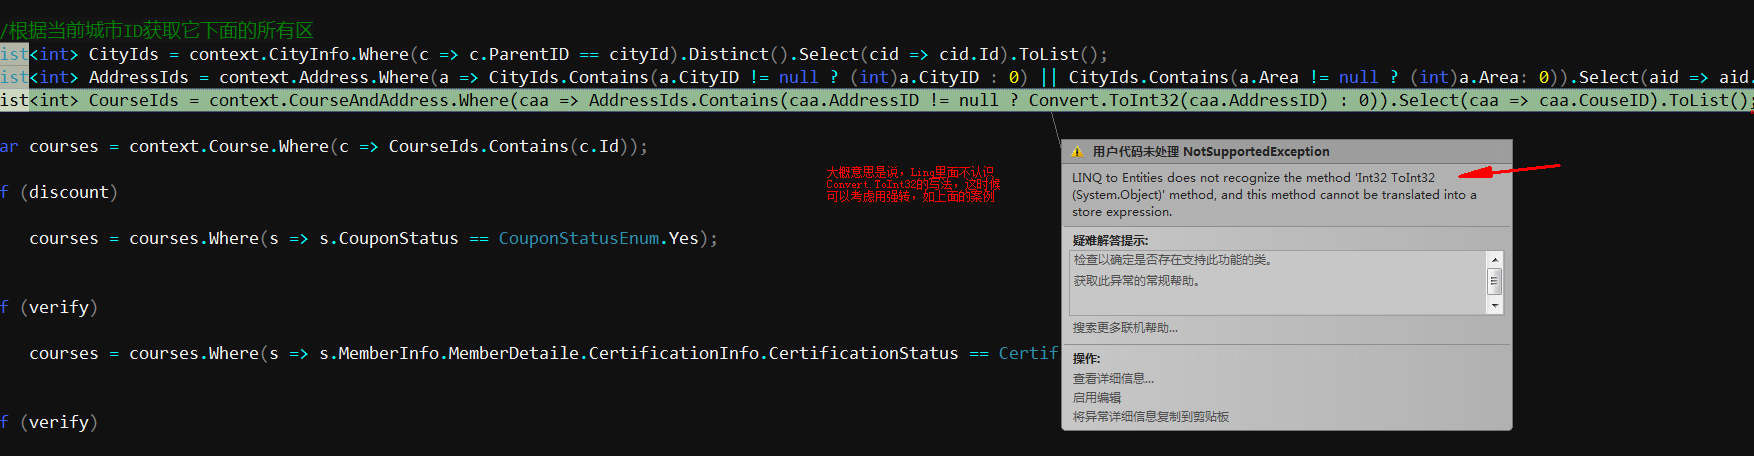 /根据当前城市ID获取它下面的所有区
ist<int> CityIds = context.CityInfo.Where(c => c.ParentID == cityId).Distinct().Select(cid => cid.Id).ToList();
ist<int> AddressIds = context.Address.Where(a => CityIds.Contains(a.CityID != null ? (int)a.CityID : 0) || CityIds.Contains(a.Area != null ? (int)a.Area: 0)).Select(aid => aid.
ist<int> CourseIds = context.CourseAndAddress.Where(caa => AddressIds.Contains(caa.AddressID != null ? Convert.ToInt32(caa.AddressID) : 0)).Select(caa => caa.CouseID).ToList();
ar courses = context.Course.Where(c => CourseIds.Contains(c.Id));
f (discount)
courses = courses.Where(s => s.CouponStatus == CouponStatusEnum.Yes);
f (verify)
courses = courses.Where(s => s.MemberInfo.MemberDetaile.CertificationInfo.CertificationStatus == Certif
f (verify)
大概意思是说，Linq里面不认识
Convert.ToInt32的写法，这时候
可以考虑用强转，如上面的案例
用户代码未处理 NotSupportedException
LINQ to Entities does not recognize the method 'Int32 ToInt32
(System.Object)' method, and this method cannot be translated into a
store expression.
疑难解答提示:
检查以确定是否存在支持此功能的类。
获取此异常的常规帮助。
搜索更多联机帮助...
操作:
查看详细信息...
启用编辑
将异常详细信息复制到剪贴板